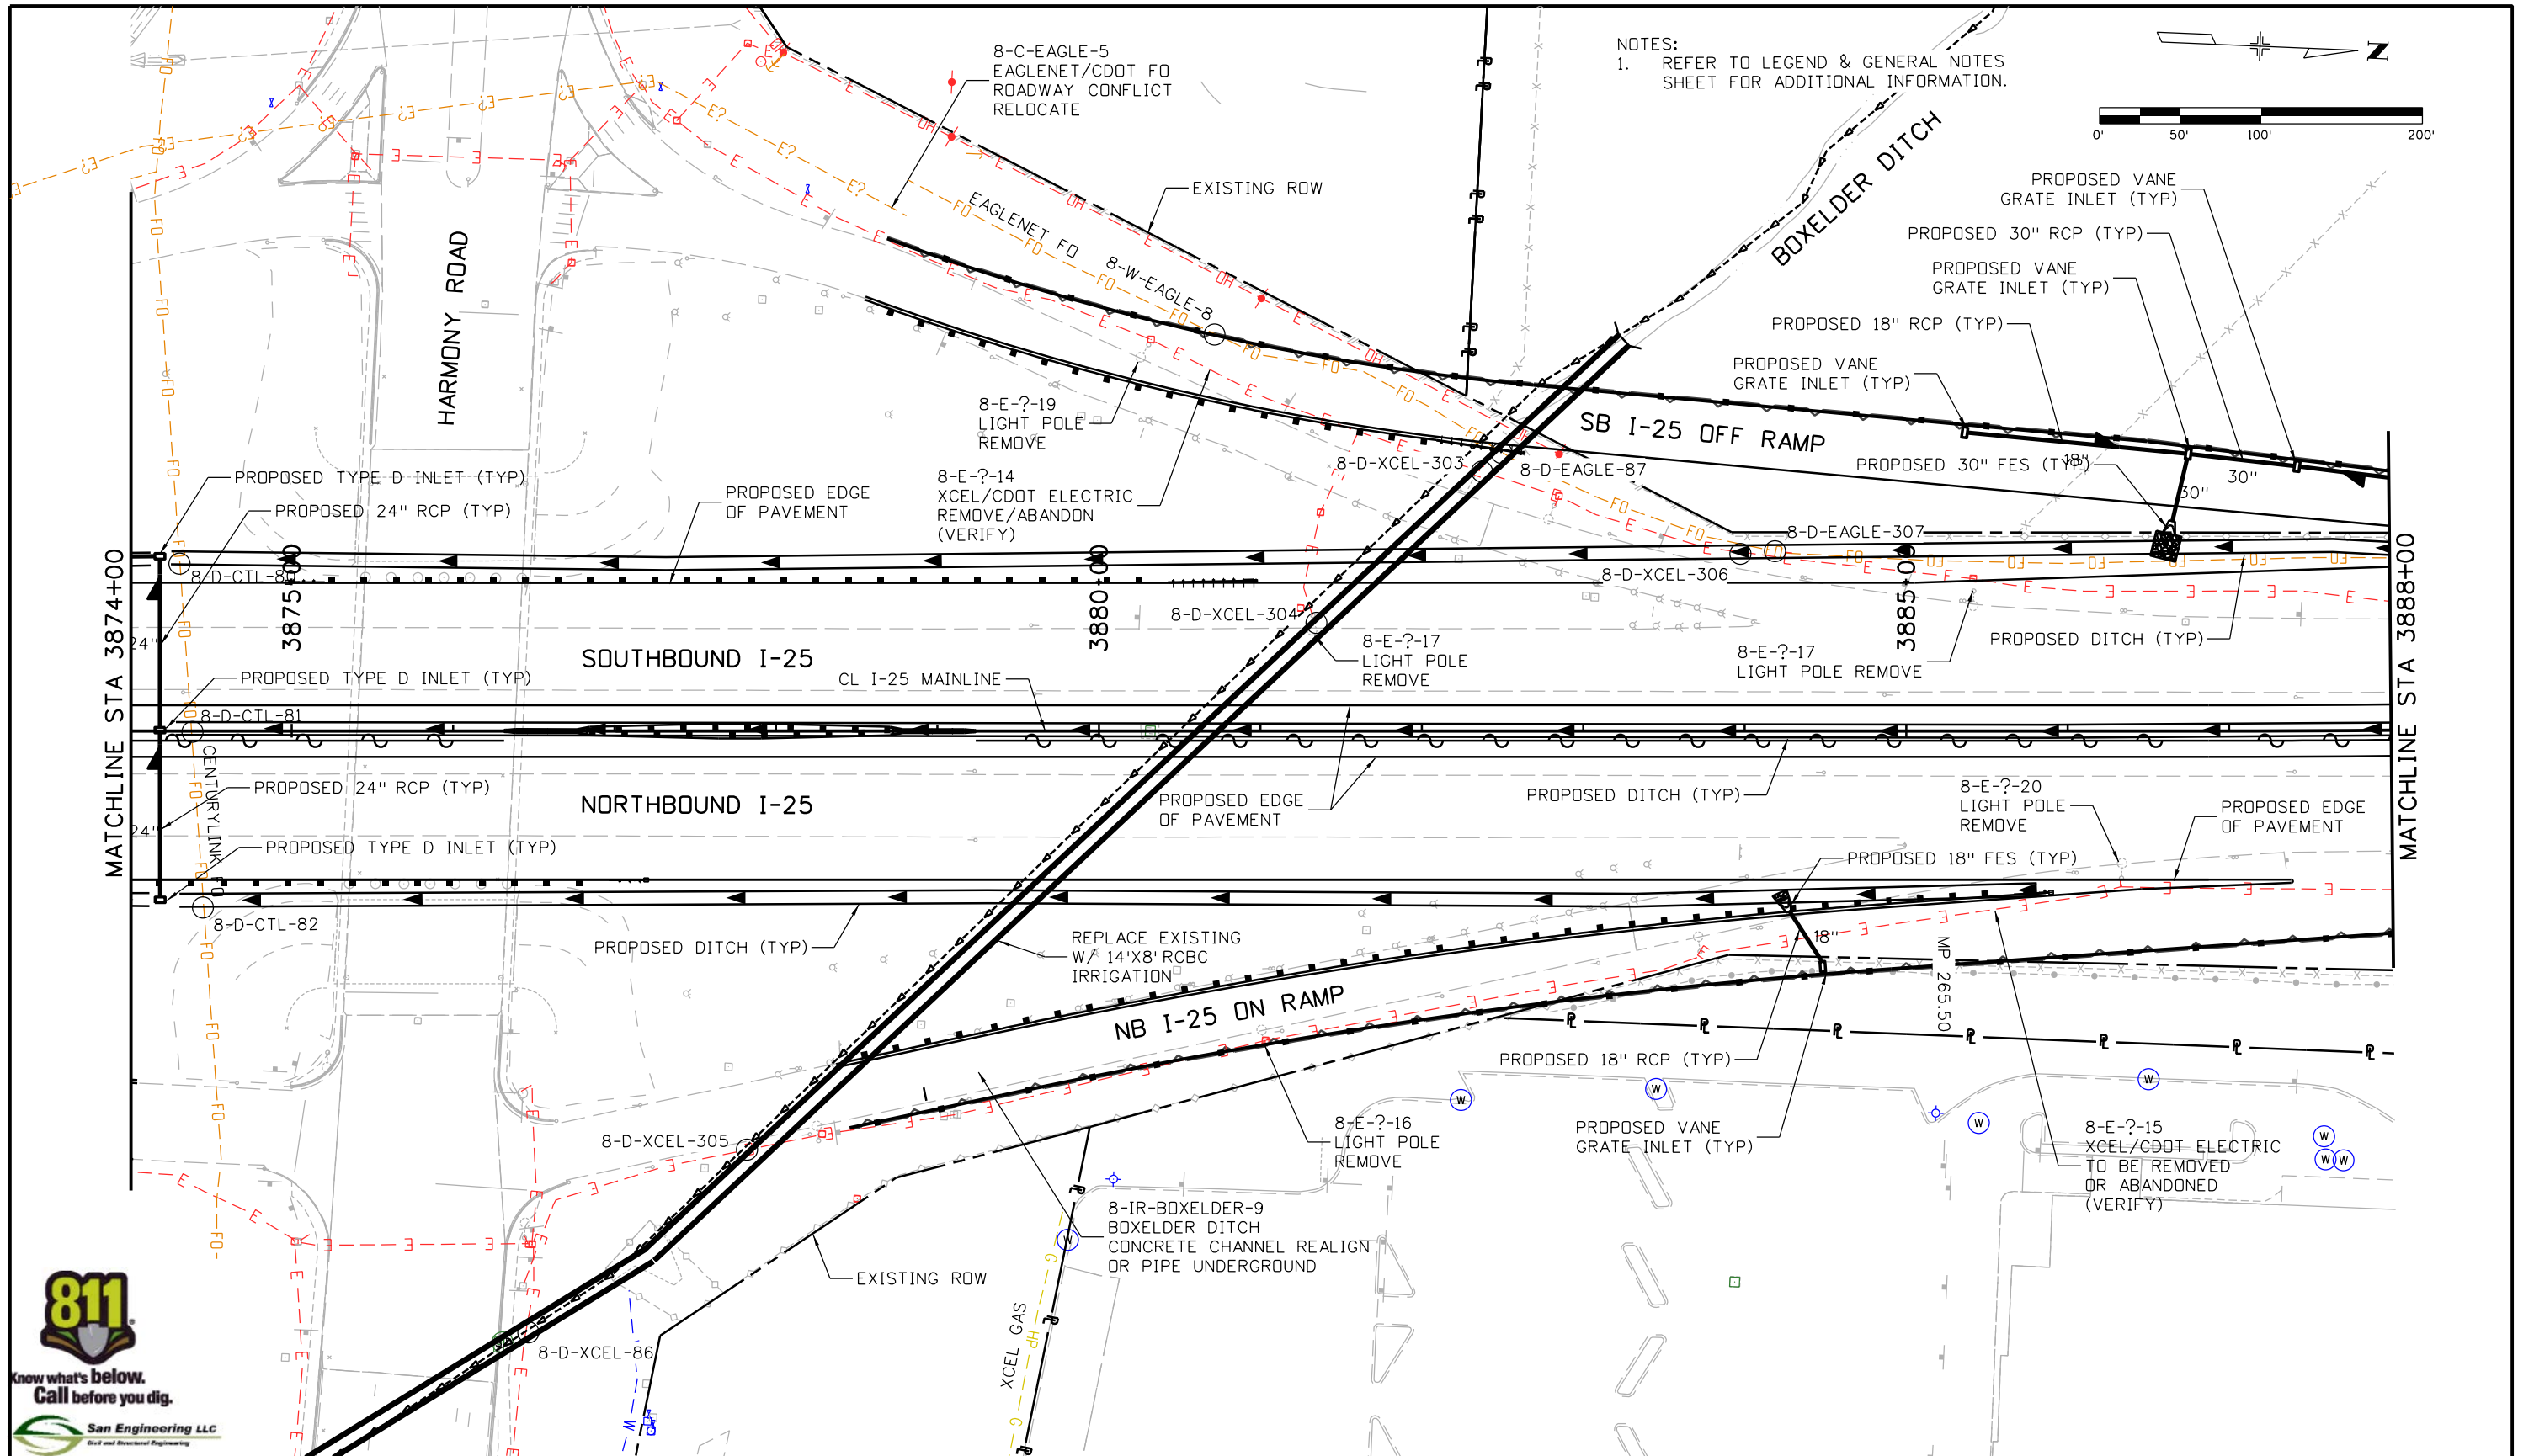 NOTES:
1. REFER TO LEGEND & GENERAL NOTES
SHEET FOR ADDITIONAL INFORMATION.
N
0' 50' 100' 200'
8-C-EAGLE-5
EAGLENET/CDOT FO
ROADWAY CONFLICT
RELOCATE
EXISTING ROW
EAGLENET FO
8-W-EAGLE-8
BOXELDER DITCH
PROPOSED VANE
GRATE INLET (TYP)
PROPOSED 30" RCP (TYP)
PROPOSED VANE
GRATE INLET (TYP)
PROPOSED 18" RCP (TYP)
PROPOSED VANE
GRATE INLET (TYP)
HARMONY ROAD
8-E-?-19
LIGHT POLE
REMOVE
SB I-25 OFF RAMP
8-D-XCEL-303
8-D-EAGLE-87
PROPOSED 30" FES (TYP)
18"
30"
30"
PROPOSED TYPE D INLET (TYP)
PROPOSED 24" RCP (TYP)
PROPOSED EDGE
OF PAVEMENT
8-E-?-14
XCEL/CDOT ELECTRIC
REMOVE/ABANDON
(VERIFY)
8-D-EAGLE-307
8-D-CTL-80
3875+00
3880+00
3885+00
8-D-XCEL-306
8-D-XCEL-304
MATCHLINE STA 3874+00
MATCHLINE STA 3888+00
24"
SOUTHBOUND I-25
8-E-?-17
LIGHT POLE
REMOVE
8-E-?-17
LIGHT POLE REMOVE
PROPOSED DITCH (TYP)
PROPOSED TYPE D INLET (TYP)
CL I-25 MAINLINE
8-D-CTL-81
CENTURYLINK FO
PROPOSED 24" RCP (TYP)
24"
NORTHBOUND I-25
PROPOSED EDGE
OF PAVEMENT
PROPOSED DITCH (TYP)
8-E-?-20
LIGHT POLE
REMOVE
PROPOSED EDGE
OF PAVEMENT
PROPOSED TYPE D INLET (TYP)
PROPOSED 18" FES (TYP)
8-D-CTL-82
PROPOSED DITCH (TYP)
REPLACE EXISTING
W/ 14'X8' RCBC
IRRIGATION
18"
MP 265.50
NB I-25 ON RAMP
PROPOSED 18" RCP (TYP)
8-D-XCEL-305
8-E-?-16
LIGHT POLE
REMOVE
PROPOSED VANE
GRATE INLET (TYP)
8-E-?-15
XCEL/CDOT ELECTRIC
TO BE REMOVED
OR ABANDONED
(VERIFY)
8-IR-BOXELDER-9
BOXELDER DITCH
CONCRETE CHANNEL REALIGN
OR PIPE UNDERGROUND
EXISTING ROW
XCEL GAS
8-D-XCEL-86
811
Know what's below.
Call before you dig.
San Engineering LLC
Civil and Structural Engineering